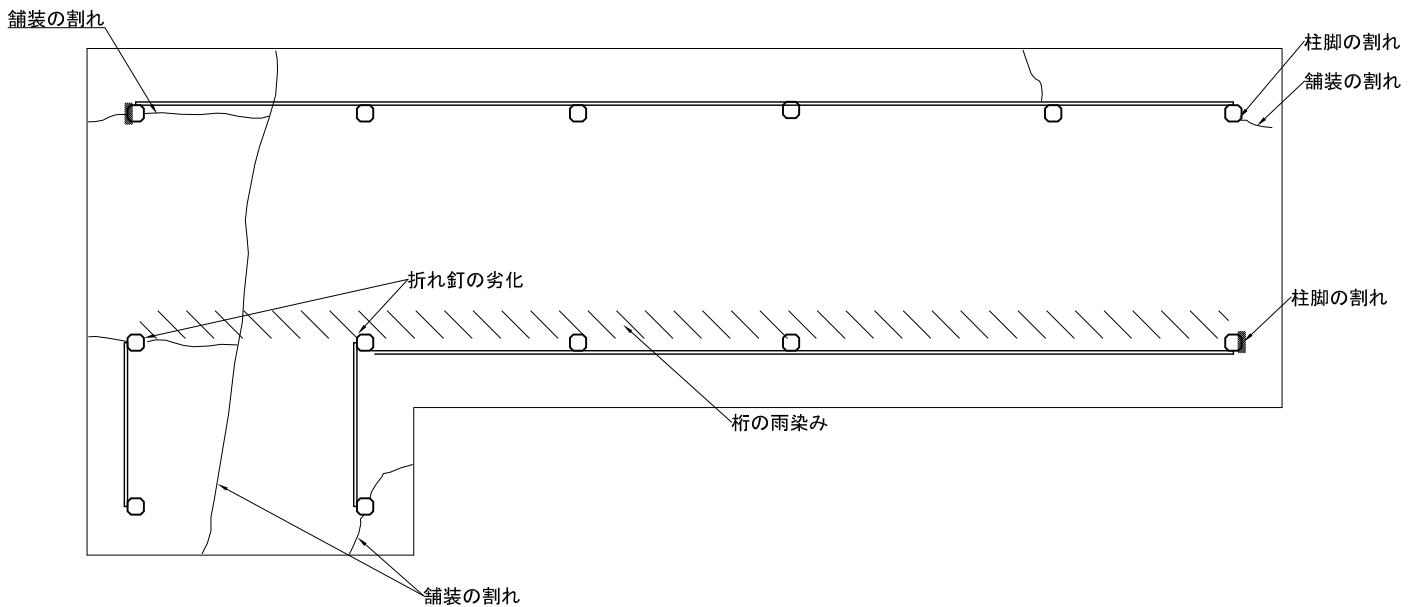 舗装の割れ
柱脚の割れ
舗装の割れ
折れ釘の劣化
柱脚の割れ
桁の雨染み
舗装の割れ